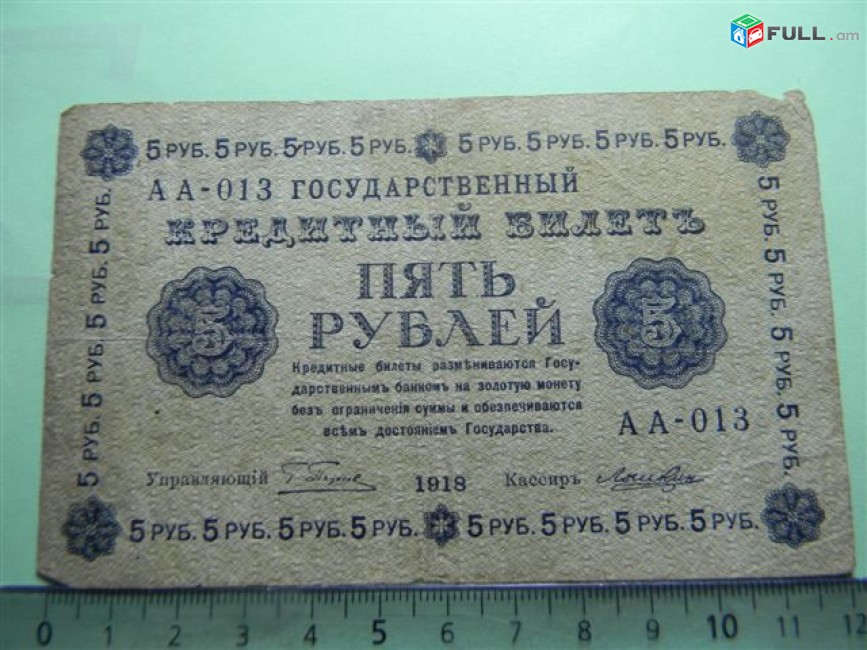 FULL.am
5 РУБ. 5 РУБ. 5 РУБ. 5 РУБ. 5 РУБ. 5 РУБ. 5 РУБ. 5 РУБ.
АА-013 ГОСУДАРСТВЕННЫЙ
КРЕДИТНЫЙ БИЛЕТЪ
ПЯТЬ
РУБЛЕЙ
5
5
Кредитные билеты размѣниваются Госу-
дарственнымъ банкомъ на золотую монету
безъ ограниченія суммы и обезпечиваются
всѣмъ достояніемъ Государства.
АА-013
Управляющій
1918
Кассиръ
5 РУБ. 5 РУБ. 5 РУБ. 5 РУБ.
5 РУБ. 5 РУБ. 5 РУБ. 5 РУБ.
5 РУБ. 5 РУБ. 5 РУБ. 5 РУБ. 5 РУБ. 5 РУБ. 5 РУБ. 5 РУБ.
0 1 2 3 4 5 6 7 8 9 10 11 12